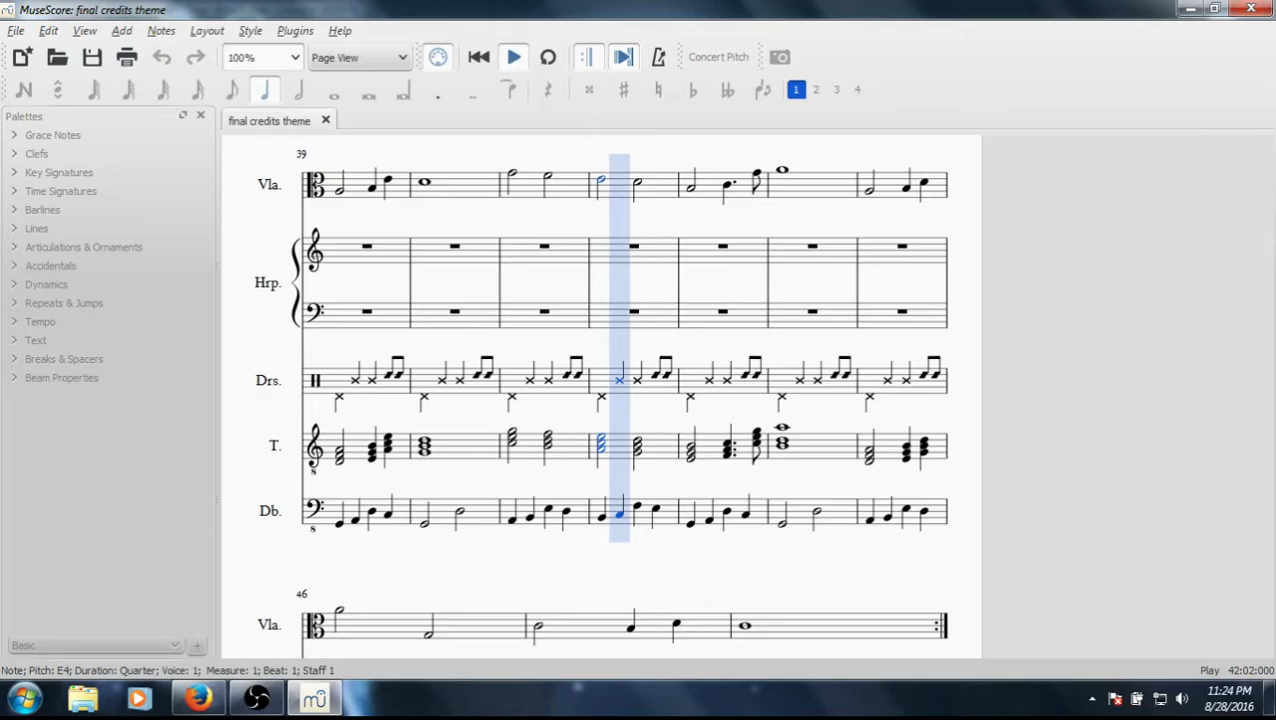 MuseScore: final credits theme
File Edit View Add Notes Layout Style Plugins Help
100% Page View Concert Pitch
1 2 3 4
Palettes
final credits theme
Grace Notes
Clefs
Key Signatures
Time Signatures
Barlines
Lines
Articulations & Ornaments
Accidentals
Dynamics
Repeats & Jumps
Tempo
Text
Breaks & Spacers
Beam Properties
39
Vla.
Hrp.
Drs.
T.
8
Db.
8
46
Vla.
Basic
Note; Pitch: E4; Duration: Quarter; Voice: 1; Measure: 1; Beat: 1; Staff 1
Play 42:02:000
11:24 PM
8/28/2016